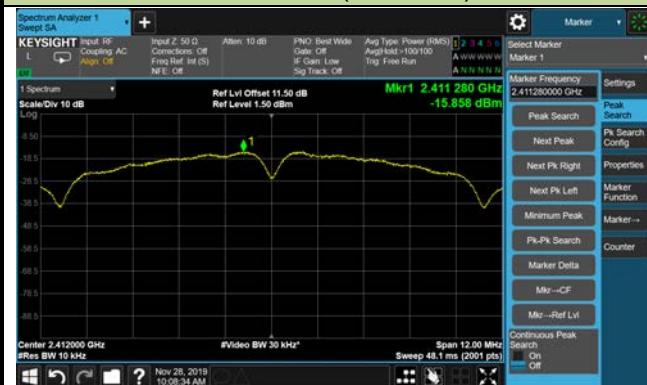 Spectrum Analyzer 1
Swept SA
Marker
KEYSIGHT
L
Input: RF
Coupling: AC
Align: Off
Input Z: 50 Ω
Corrections: Off
Freq Ref: Int (S)
NFE: Off
Atten: 10 dB
PNO: Best Wide
Gate: Off
IF Gain: Low
Sig Track: Off
Avg Type: Power (RMS)
Avg|Hold:>100/100
Trig: Free Run
1 2 3 4 5 6
A W W W W W
A N N N N N
Select Marker
Marker 1
1 Spectrum
Scale/Div 10 dB
Ref Lvl Offset 11.50 dB
Ref Level 1.50 dBm
Mkr1 2.411 280 GHz
-15.858 dBm
Marker Frequency
2.411280000 GHz
Settings
Peak Search
Peak
Search
Next Peak
Pk Search
Config
Next Pk Right
Properties
Next Pk Left
Marker
Function
Minimum Peak
Marker→
Pk-Pk Search
Counter
Marker Delta
Mkr→CF
Mkr→Ref Lvl
Continuous Peak
Search
On
Off
Log
-8.50
1
-18.5
-28.5
-38.5
-48.5
-58.5
-68.5
-78.5
-88.5
Center 2.412000 GHz
#Res BW 10 kHz
#Video BW 30 kHz*
Span 12.00 MHz
Sweep 48.1 ms (2001 pts)
?
Nov 28, 2019
10:08:34 AM